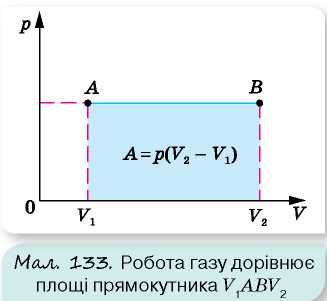 p
A B
A = p(V₂ − V₁)
0 V₁ V₂ V
Мал. 133. Робота газу дорівнює
площі прямокутника V₁ABV₂